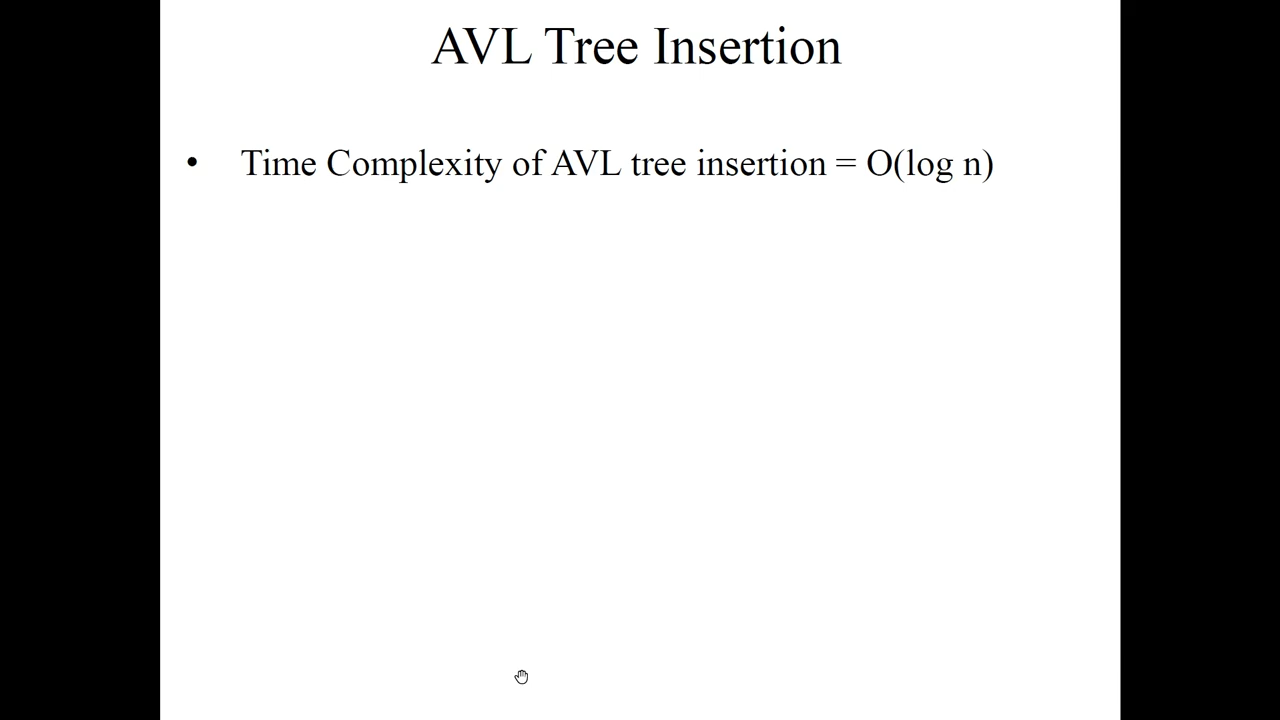 AVL Tree Insertion
• Time Complexity of AVL tree insertion = O(log n)